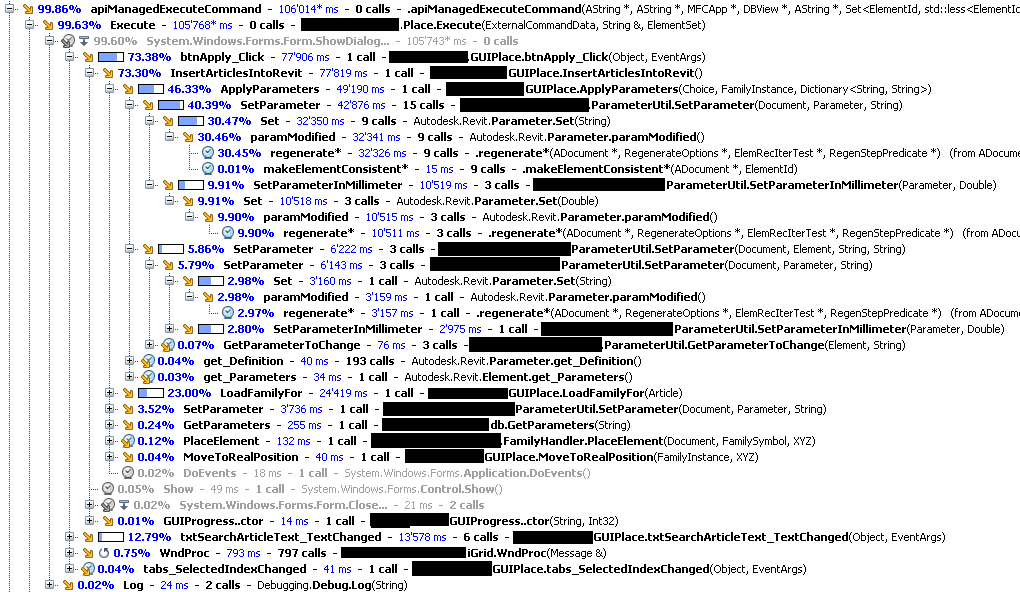 99.86% apiManagedExecuteCommand - 106'014* ms - 0 calls - .apiManagedExecuteCommand(AString *, AString *, MFCApp *, DBView *, AString *, Set<ElementId, std::less<ElementId
99.63% Execute - 105'768* ms - 0 calls - .Place.Execute(ExternalCommandData, String &, ElementSet)
99.60% System.Windows.Forms.Form.ShowDialog... - 105'743* ms - 0 calls
73.38% btnApply_Click - 77'906 ms - 1 call - .GUIPlace.btnApply_Click(Object, EventArgs)
73.30% InsertArticlesIntoRevit - 77'819 ms - 1 call - GUIPlace.InsertArticlesIntoRevit()
46.33% ApplyParameters - 49'190 ms - 1 call - GUIPlace.ApplyParameters(Choice, FamilyInstance, Dictionary<String, String>)
40.39% SetParameter - 42'876 ms - 15 calls - .ParameterUtil.SetParameter(Document, Parameter, String)
30.47% Set - 32'350 ms - 9 calls - Autodesk.Revit.Parameter.Set(String)
30.46% paramModified - 32'341 ms - 9 calls - Autodesk.Revit.Parameter.paramModified()
30.45% regenerate* - 32'326 ms - 9 calls - .regenerate*(ADocument *, RegenerateOptions *, ElemRecIterTest *, RegenStepPredicate *) (from ADocume
0.01% makeElementConsistent* - 15 ms - 9 calls - .makeElementConsistent*(ADocument *, ElementId)
9.91% SetParameterInMillimeter - 10'519 ms - 3 calls - ParameterUtil.SetParameterInMillimeter(Parameter, Double)
9.91% Set - 10'518 ms - 3 calls - Autodesk.Revit.Parameter.Set(Double)
9.90% paramModified - 10'515 ms - 3 calls - Autodesk.Revit.Parameter.paramModified()
9.90% regenerate* - 10'511 ms - 3 calls - .regenerate*(ADocument *, RegenerateOptions *, ElemRecIterTest *, RegenStepPredicate *) (from ADocu
5.86% SetParameter - 6'222 ms - 3 calls - ParameterUtil.SetParameter(Document, Element, String, String)
5.79% SetParameter - 6'143 ms - 3 calls - ParameterUtil.SetParameter(Document, Parameter, String)
2.98% Set - 3'160 ms - 1 call - Autodesk.Revit.Parameter.Set(String)
2.98% paramModified - 3'159 ms - 1 call - Autodesk.Revit.Parameter.paramModified()
2.97% regenerate* - 3'157 ms - 1 call - .regenerate*(ADocument *, RegenerateOptions *, ElemRecIterTest *, RegenStepPredicate *) (from ADocu
2.80% SetParameterInMillimeter - 2'975 ms - 1 call - ParameterUtil.SetParameterInMillimeter(Parameter, Double)
0.07% GetParameterToChange - 76 ms - 3 calls - .ParameterUtil.GetParameterToChange(Element, String)
0.04% get_Definition - 40 ms - 193 calls - Autodesk.Revit.Parameter.get_Definition()
0.03% get_Parameters - 34 ms - 1 call - Autodesk.Revit.Element.get_Parameters()
23.00% LoadFamilyFor - 24'419 ms - 1 call - GUIPlace.LoadFamilyFor(Article)
3.52% SetParameter - 3'736 ms - 1 call - ParameterUtil.SetParameter(Document, Parameter, String)
0.24% GetParameters - 255 ms - 1 call - db.GetParameters(String)
0.12% PlaceElement - 132 ms - 1 call - .FamilyHandler.PlaceElement(Document, FamilySymbol, XYZ)
0.04% MoveToRealPosition - 40 ms - 1 call - GUIPlace.MoveToRealPosition(FamilyInstance, XYZ)
0.02% DoEvents - 18 ms - 1 call - System.Windows.Forms.Application.DoEvents()
0.05% Show - 49 ms - 1 call - System.Windows.Forms.Control.Show()
0.02% System.Windows.Forms.Form.Close... - 21 ms - 2 calls
0.01% GUIProgress..ctor - 14 ms - 1 call - GUIProgress..ctor(String, Int32)
12.79% txtSearchArticleText_TextChanged - 13'578 ms - 6 calls - GUIPlace.txtSearchArticleText_TextChanged(Object, EventArgs)
0.75% WndProc - 793 ms - 797 calls - iGrid.WndProc(Message &)
0.04% tabs_SelectedIndexChanged - 41 ms - 1 call - GUIPlace.tabs_SelectedIndexChanged(Object, EventArgs)
0.02% Log - 24 ms - 2 calls - Debugging.Debug.Log(String)